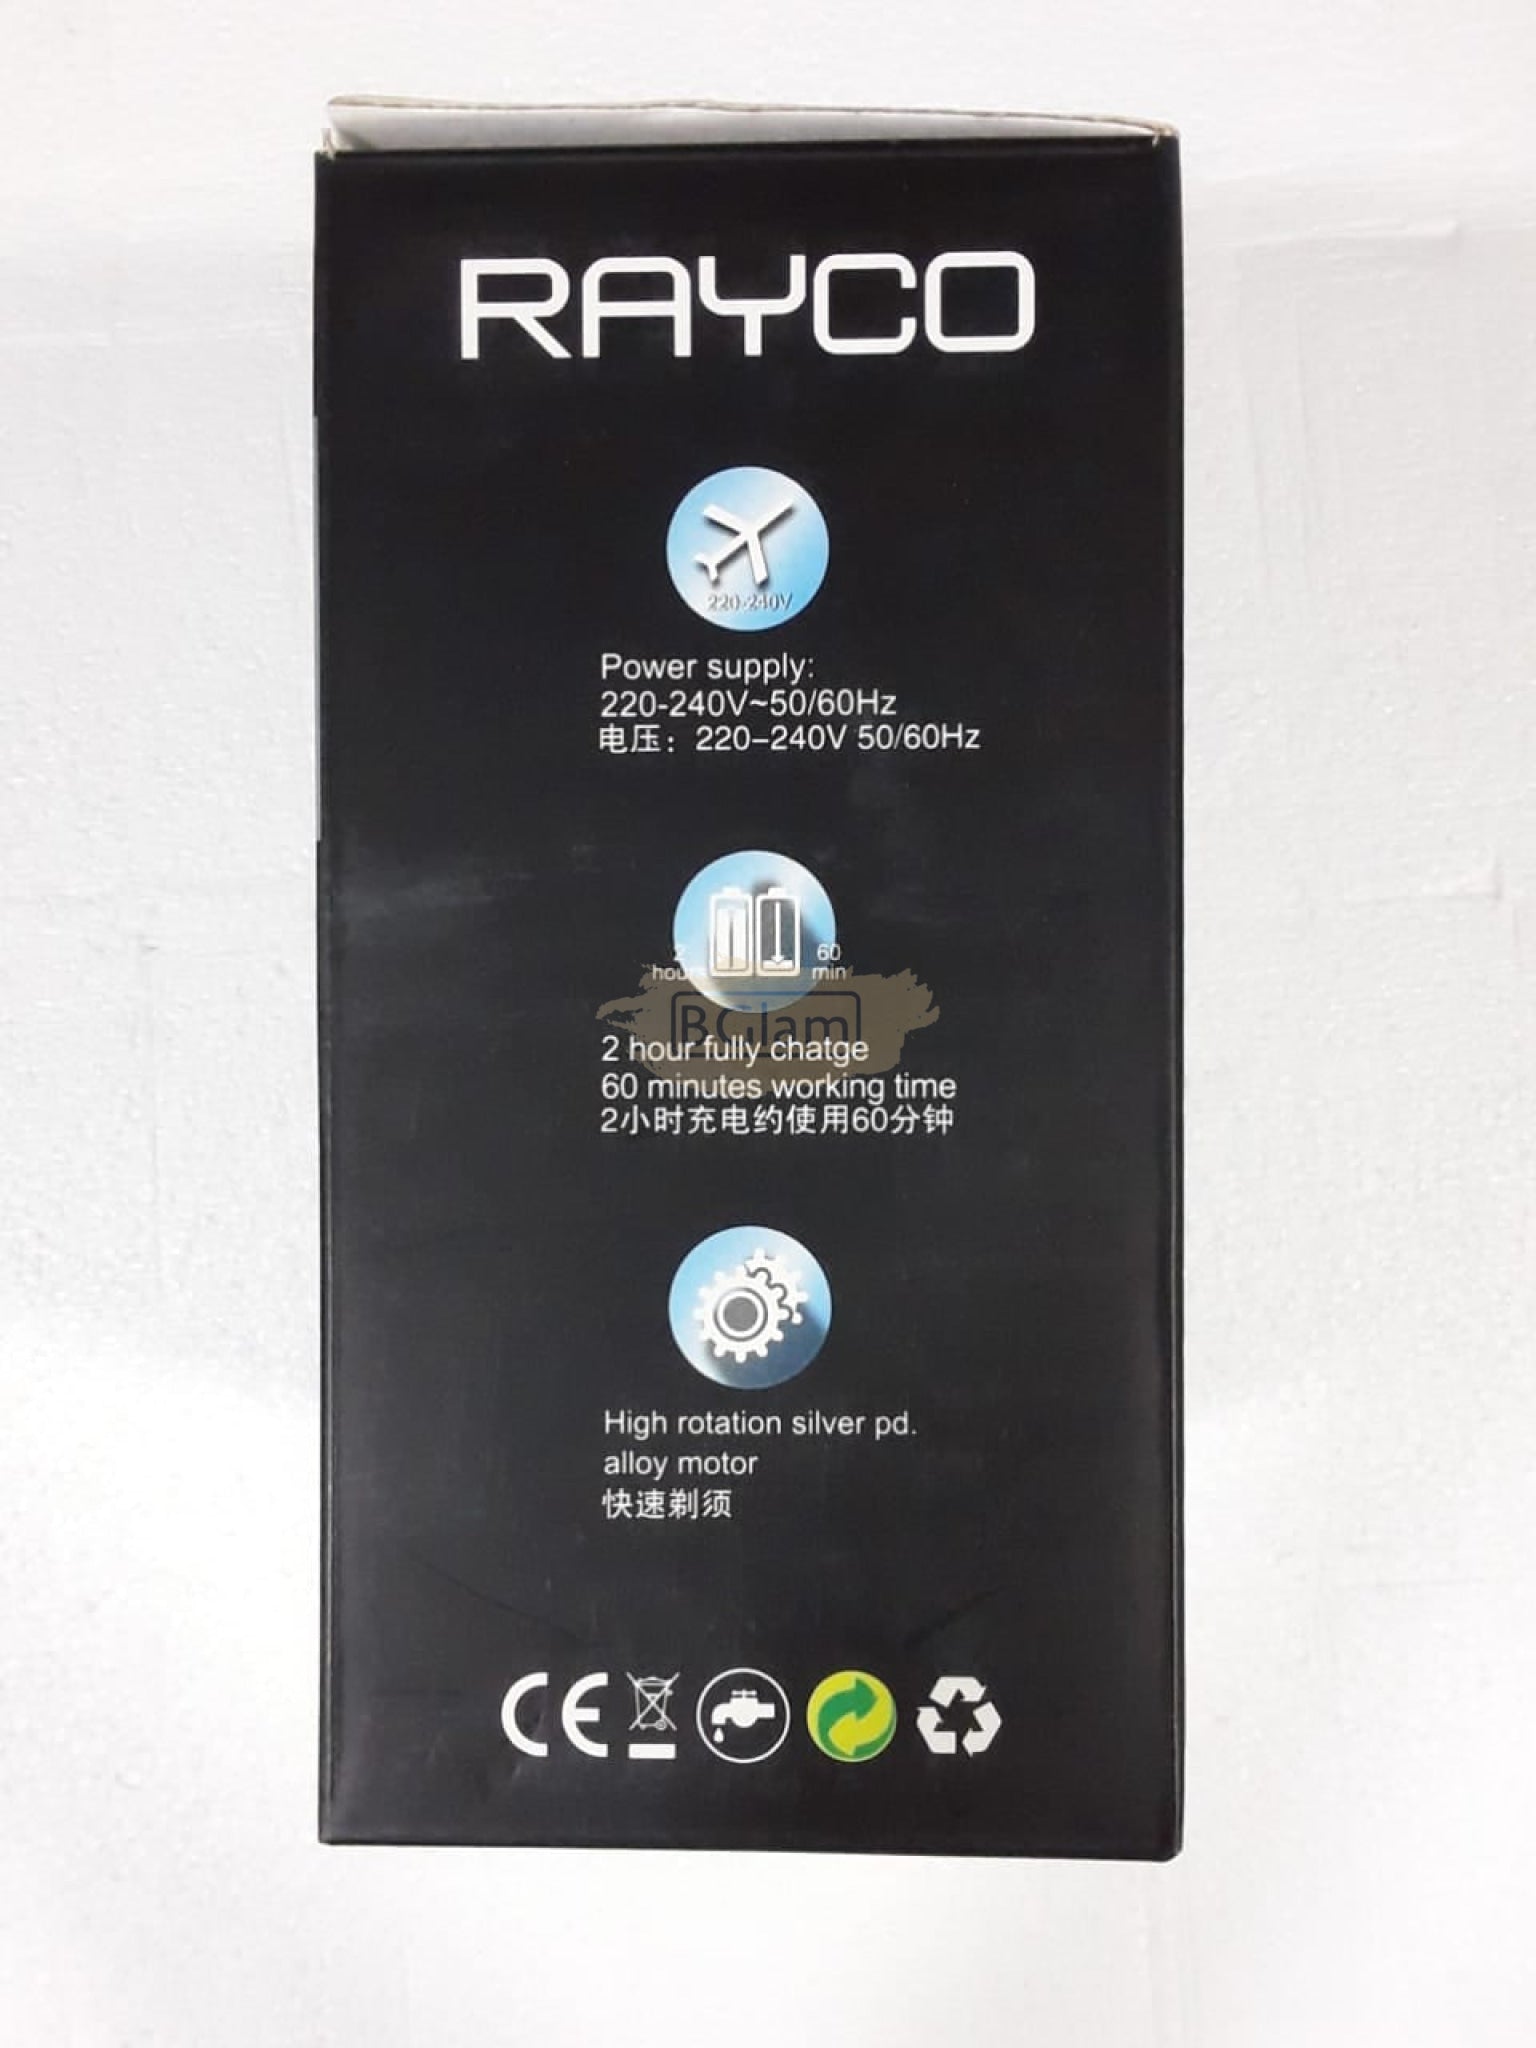 RAYCO
220-240V
Power supply:
220-240V~50/60Hz
电压：220-240V 50/60Hz
2 60
hours min
BGlam
2 hour fully chatge
60 minutes working time
2小时充电约使用60分钟
High rotation silver pd.
alloy motor
快速剃须
CE